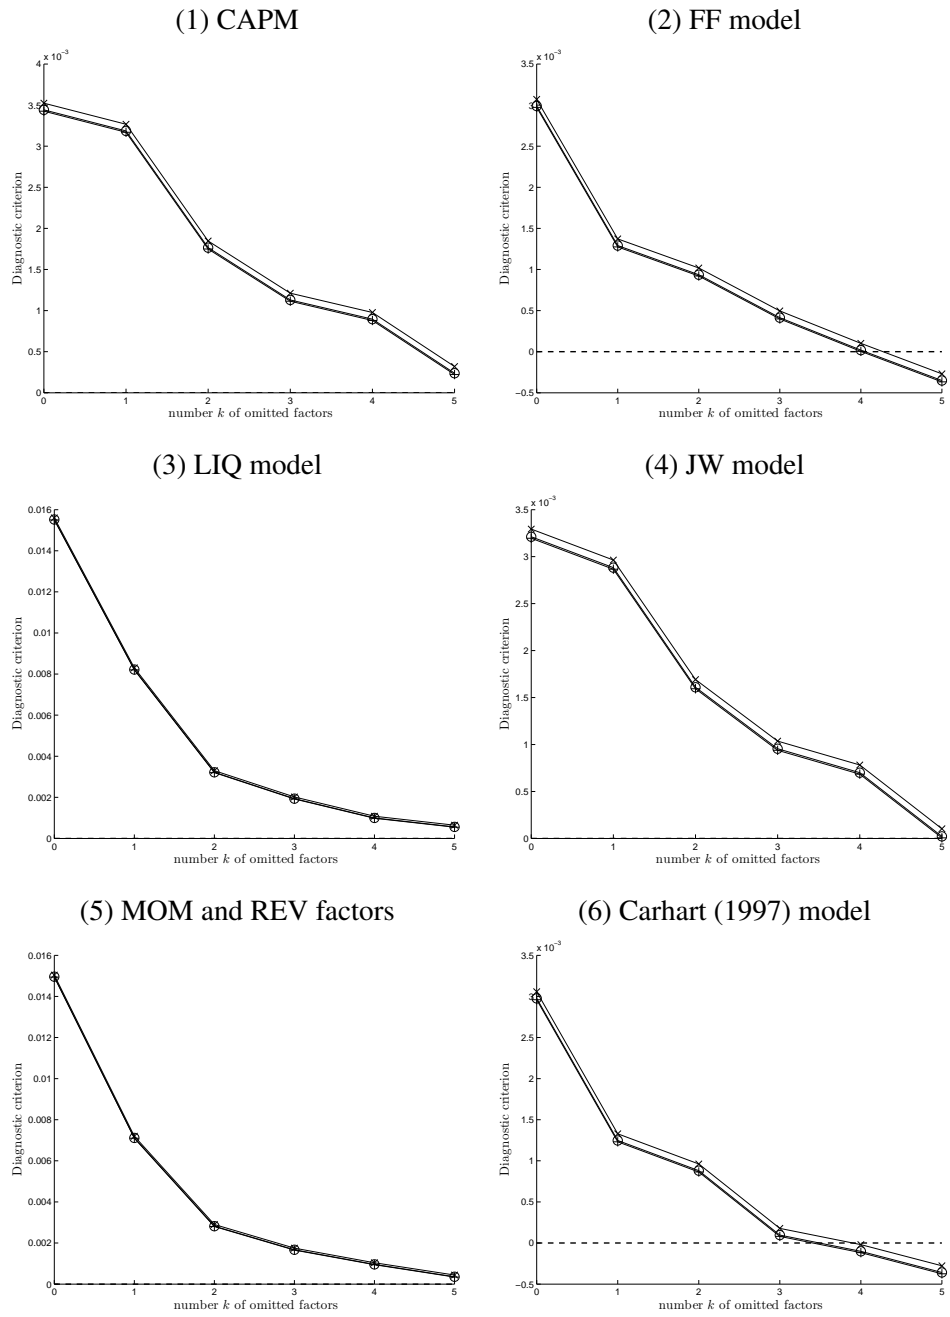 (1) CAPM
(2) FF model
x 10⁻³
4
3.5
3
2.5
2
1.5
1
0.5
0
Diagnostic criterion
0 1 2 3 4 5
number k of omitted factors
x 10⁻³
3.5
3
2.5
2
1.5
1
0.5
0
−0.5
Diagnostic criterion
0 1 2 3 4 5
number k of omitted factors
(3) LIQ model
(4) JW model
0.016
0.014
0.012
0.01
0.008
0.006
0.004
0.002
0
Diagnostic criterion
0 1 2 3 4 5
number k of omitted factors
x 10⁻³
3.5
3
2.5
2
1.5
1
0.5
0
Diagnostic criterion
0 1 2 3 4 5
number k of omitted factors
(5) MOM and REV factors
(6) Carhart (1997) model
0.016
0.014
0.012
0.01
0.008
0.006
0.004
0.002
0
Diagnostic criterion
0 1 2 3 4 5
number k of omitted factors
x 10⁻³
3.5
3
2.5
2
1.5
1
0.5
0
−0.5
Diagnostic criterion
0 1 2 3 4 5
number k of omitted factors